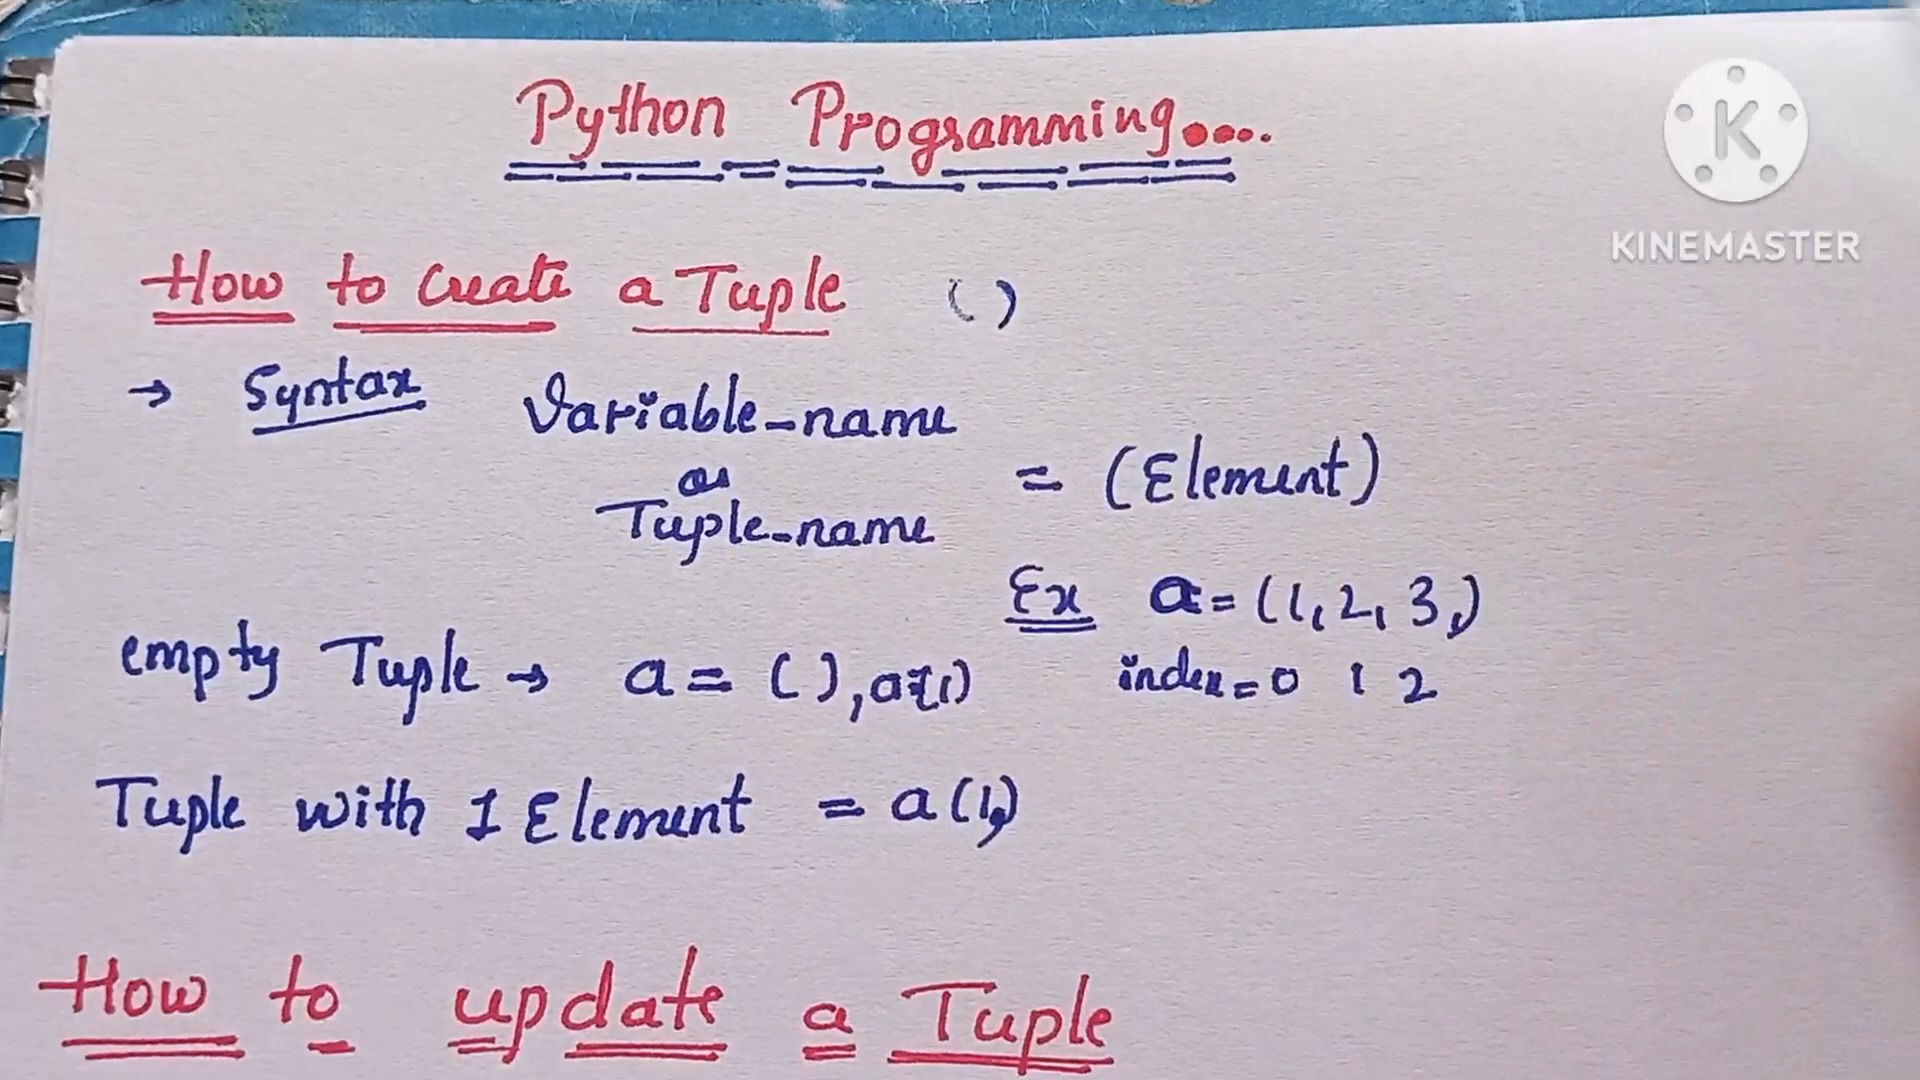 Python Programming....
K
KINEMASTER
How to Create a Tuple ()
→ Syntax Variable-name
or
Tuple-name = (Element)
Ex a = (1, 2, 3,)
index = 0 1 2
empty Tuple → a = ( ),
Tuple with 1 Element = a(1,)
How to update a Tuple